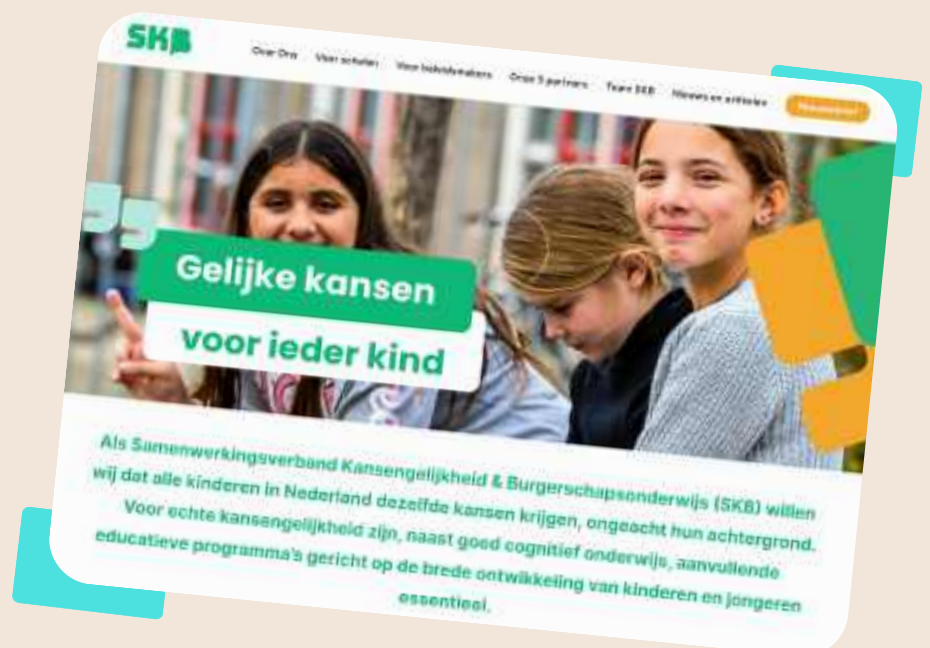 SKB
Over Ons Voor scholen Voor beleidsmakers Onze 5 partners Team SKB Nieuws en artikelen
Gelijke kansen
voor ieder kind
Als Samenwerkingsverband Kansengelijkheid & Burgerschapsonderwijs (SKB) willen
wij dat alle kinderen in Nederland dezelfde kansen krijgen, ongeacht hun achtergrond.
Voor echte kansengelijkheid zijn, naast goed cognitief onderwijs, aanvullende
educatieve programma's gericht op de brede ontwikkeling van kinderen en jongeren
essentieel.